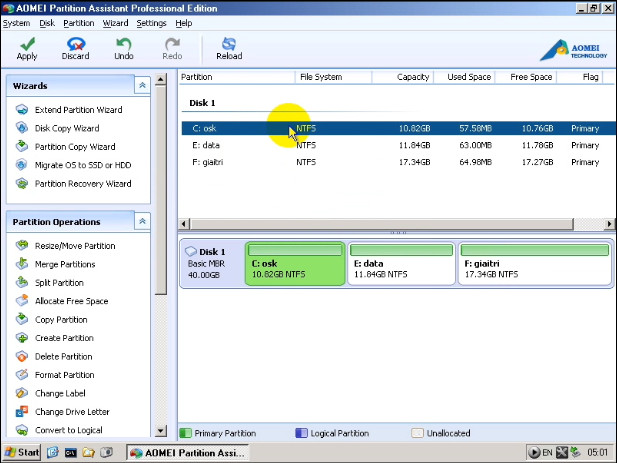 AOMEI Partition Assistant Professional Edition
System Disk Partition Wizard Settings Help
Apply Discard Undo Redo Reload
AOMEI
TECHNOLOGY
Wizards
Extend Partition Wizard
Disk Copy Wizard
Partition Copy Wizard
Migrate OS to SSD or HDD
Partition Recovery Wizard
Partition Operations
Resize/Move Partition
Merge Partitions
Split Partition
Allocate Free Space
Copy Partition
Create Partition
Delete Partition
Format Partition
Change Label
Change Drive Letter
Convert to Logical
Partition File System Capacity Used Space Free Space Flag
Disk 1
C: osk NTFS 10.82GB 57.58MB 10.76GB Primary
E: data NTFS 11.84GB 63.00MB 11.78GB Primary
F: giaitri NTFS 17.34GB 64.98MB 17.27GB Primary
Disk 1
Basic MBR
40.00GB
C: osk
10.82GB NTFS
E: data
11.84GB NTFS
F: giaitri
17.34GB NTFS
Primary Partition Logical Partition Unallocated
Start AOMEI Partition Assi... EN 05:01